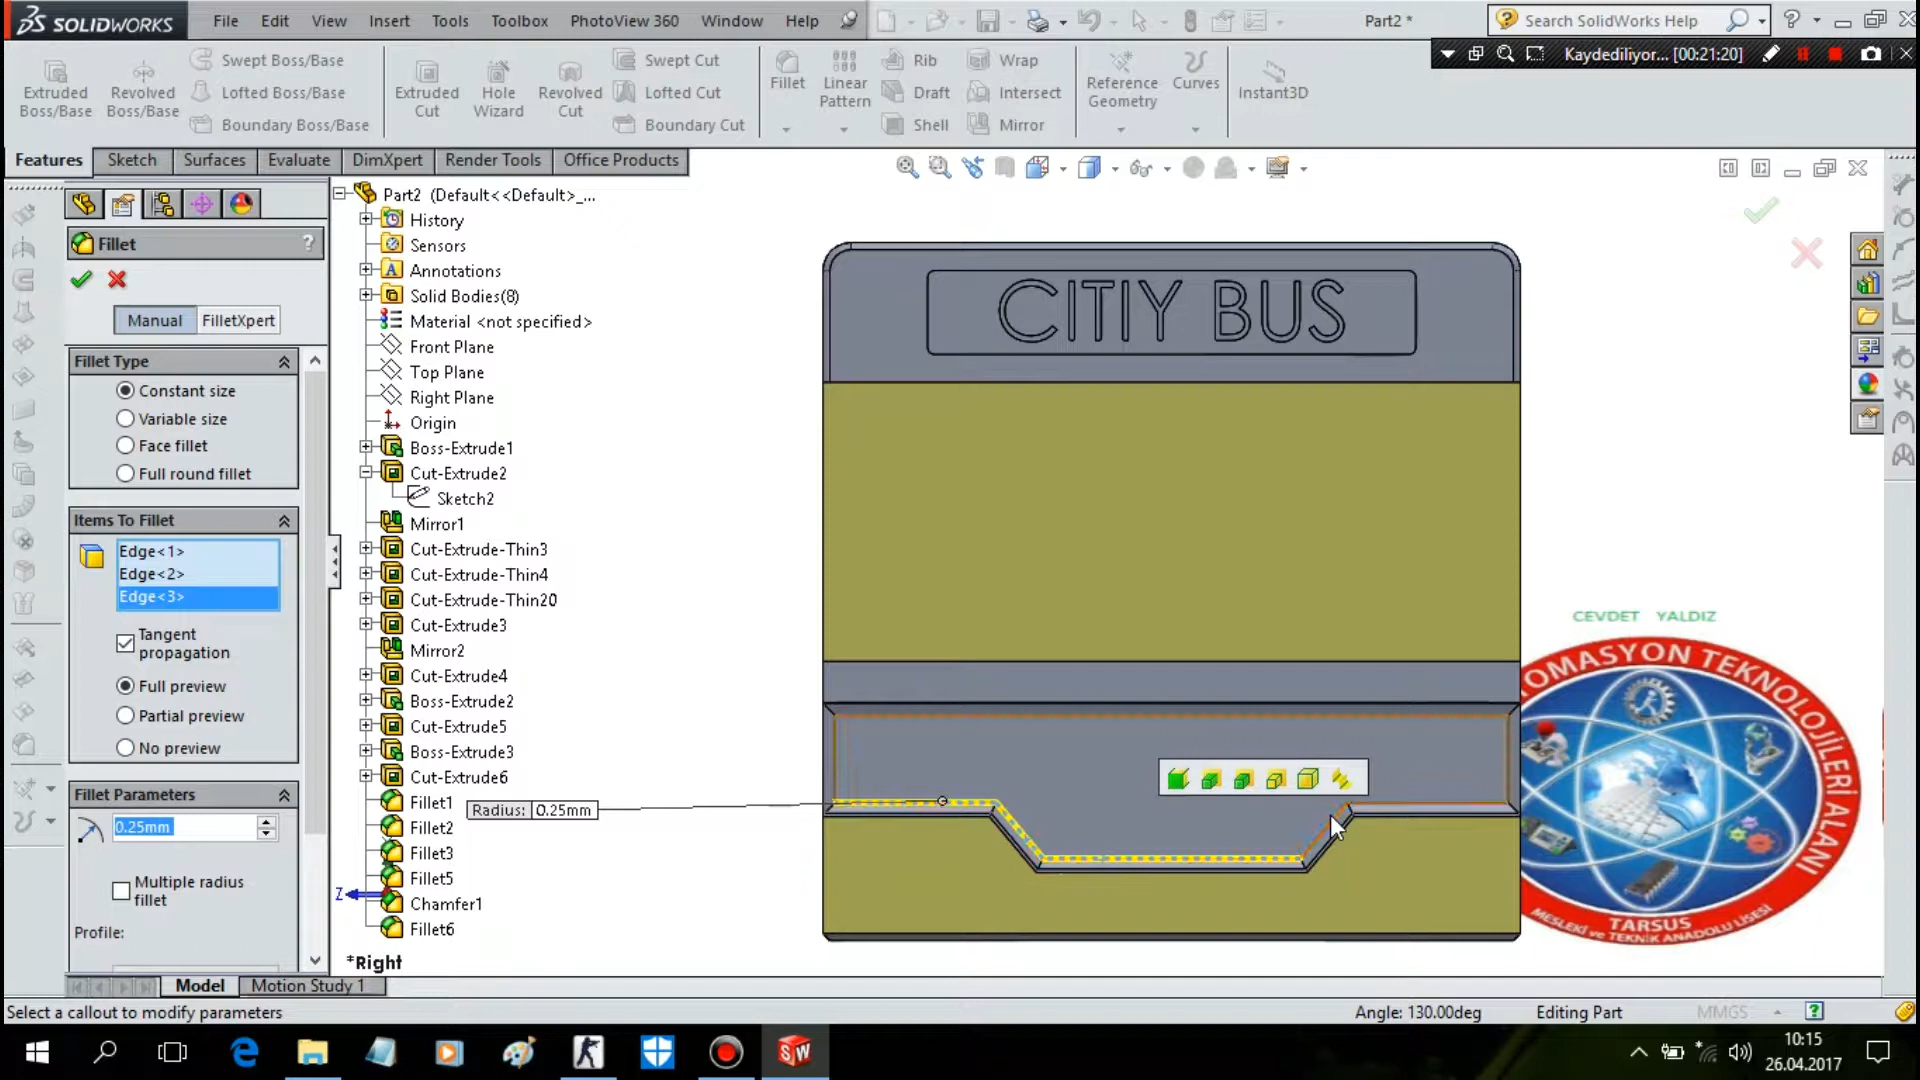 SOLIDWORKS
File Edit View Insert Tools Toolbox PhotoView 360 Window Help
Part2 *
Search SolidWorks Help
Kaydediliyor... [00:21:20]
Extruded Boss/Base
Revolved Boss/Base
Swept Boss/Base
Lofted Boss/Base
Boundary Boss/Base
Extruded Cut
Hole Wizard
Revolved Cut
Swept Cut
Lofted Cut
Boundary Cut
Fillet
Linear Pattern
Rib
Draft
Shell
Wrap
Intersect
Mirror
Reference Geometry
Curves
Instant3D
Features Sketch Surfaces Evaluate DimXpert Render Tools Office Products
Fillet ?
Manual FilletXpert
Fillet Type
Constant size
Variable size
Face fillet
Full round fillet
Items To Fillet
Edge<1>
Edge<2>
Edge<3>
Tangent
propagation
Full preview
Partial preview
No preview
Fillet Parameters
0.25mm
Multiple radius
fillet
Profile:
Part2 (Default<<Default>_...
History
Sensors
Annotations
Solid Bodies(8)
Material <not specified>
Front Plane
Top Plane
Right Plane
Origin
Boss-Extrude1
Cut-Extrude2
Sketch2
Mirror1
Cut-Extrude-Thin3
Cut-Extrude-Thin4
Cut-Extrude-Thin20
Cut-Extrude3
Mirror2
Cut-Extrude4
Boss-Extrude2
Cut-Extrude5
Boss-Extrude3
Cut-Extrude6
Fillet1
Fillet2
Fillet3
Fillet5
Chamfer1
Fillet6
Radius: 0.25mm
Z
*Right
CITIY BUS
CEVDET YALDIZ
OMASYON TEKNOLOJİLERİ ALANI
TARSUS
MESLEKİ ve TEKNİK ANADOLU LİSESİ
Model Motion Study 1
Select a callout to modify parameters
Angle: 130.00deg
Editing Part
MMGS
10:15
26.04.2017